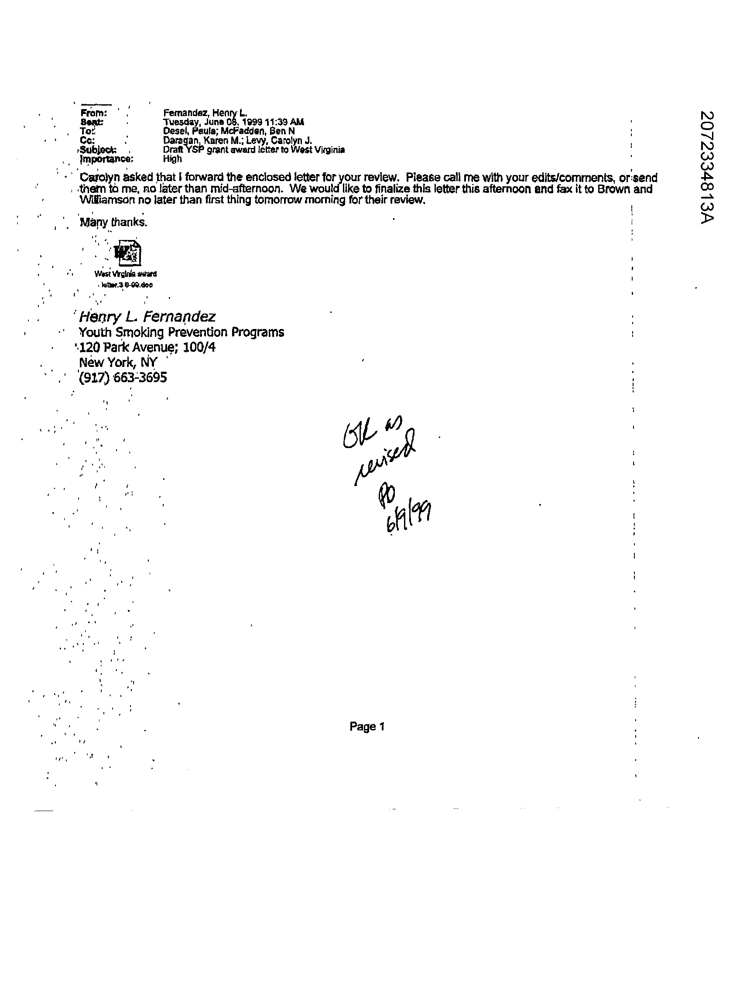 From: Fernandez, Henry L.
Sent: Tuesday, June 08, 1999 11:39 AM
To: Desel, Paula; McFadden, Ben N
Cc: Daragan, Karen M.; Levy, Carolyn J.
Subject: Draft YSP grant award letter to West Virginia
Importance: High
Carolyn asked that I forward the enclosed letter for your review. Please call me with your edits/comments, or send
them to me, no later than mid-afternoon. We would like to finalize this letter this afternoon and fax it to Brown and
Williamson no later than first thing tomorrow morning for their review.
Many thanks.
West Virginia award
letter.3 6-99.doc
Henry L. Fernandez
Youth Smoking Prevention Programs
120 Park Avenue; 100/4
New York, NY
(917) 663-3695
OK as
revised
PD
6/9/99
Page 1
2072334813A